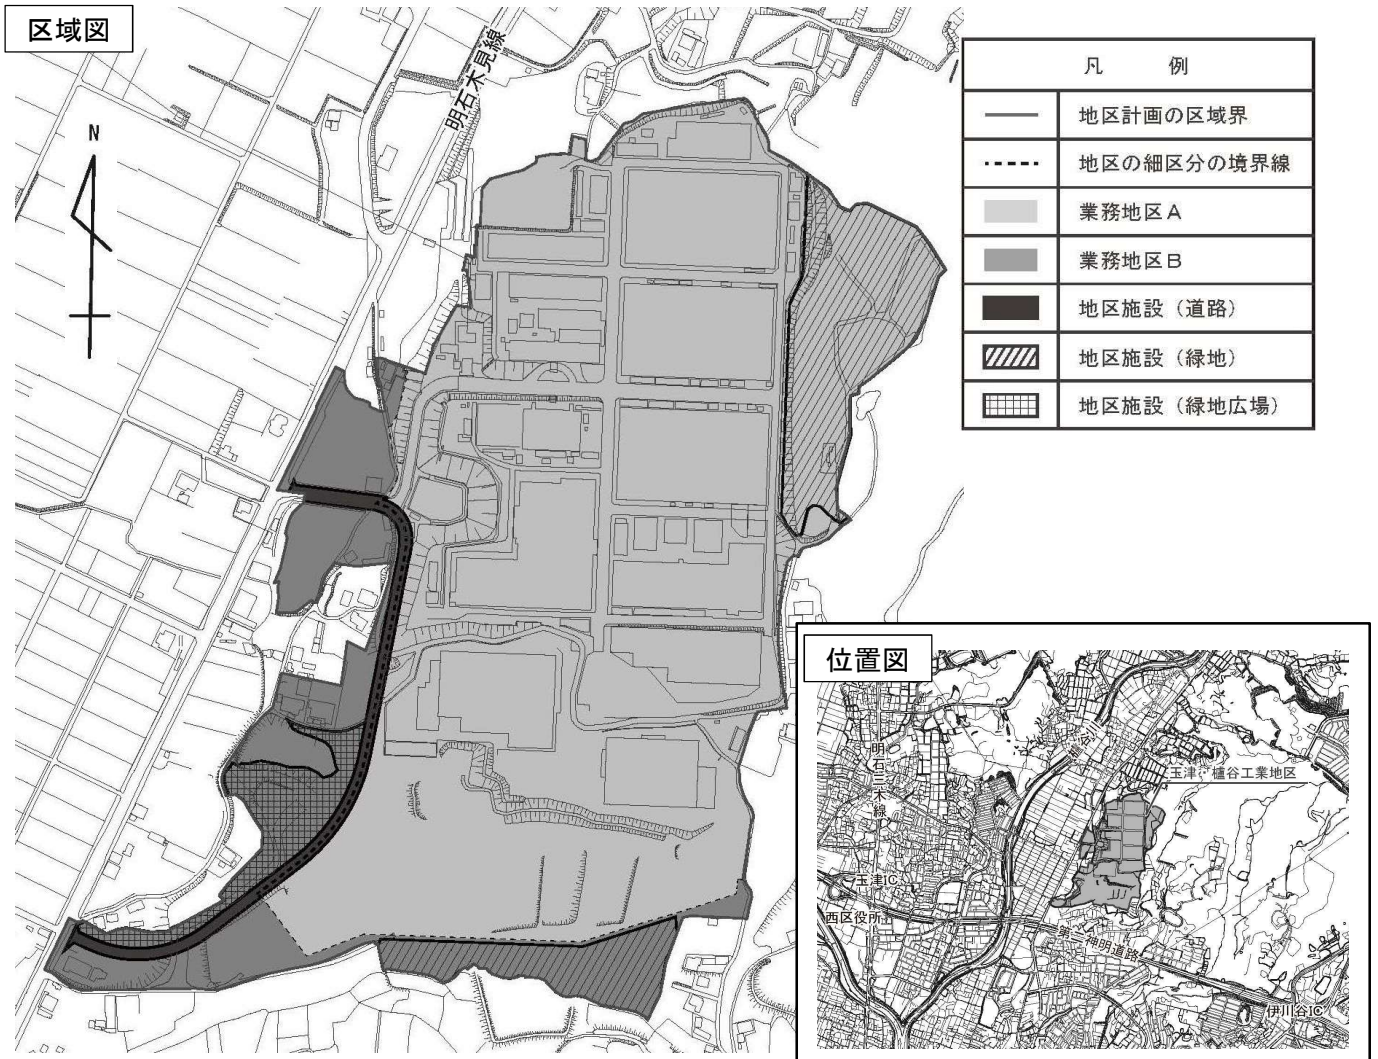 区域図
明石木見線
N
凡 例
地区計画の区域界
地区の細区分の境界線
業務地区A
業務地区B
地区施設（道路）
地区施設（緑地）
地区施設（緑地広場）
位置図
明石三木線
玉津・櫨谷工業地区
玉津IC
西区役所
第二神明道路
伊川谷IC